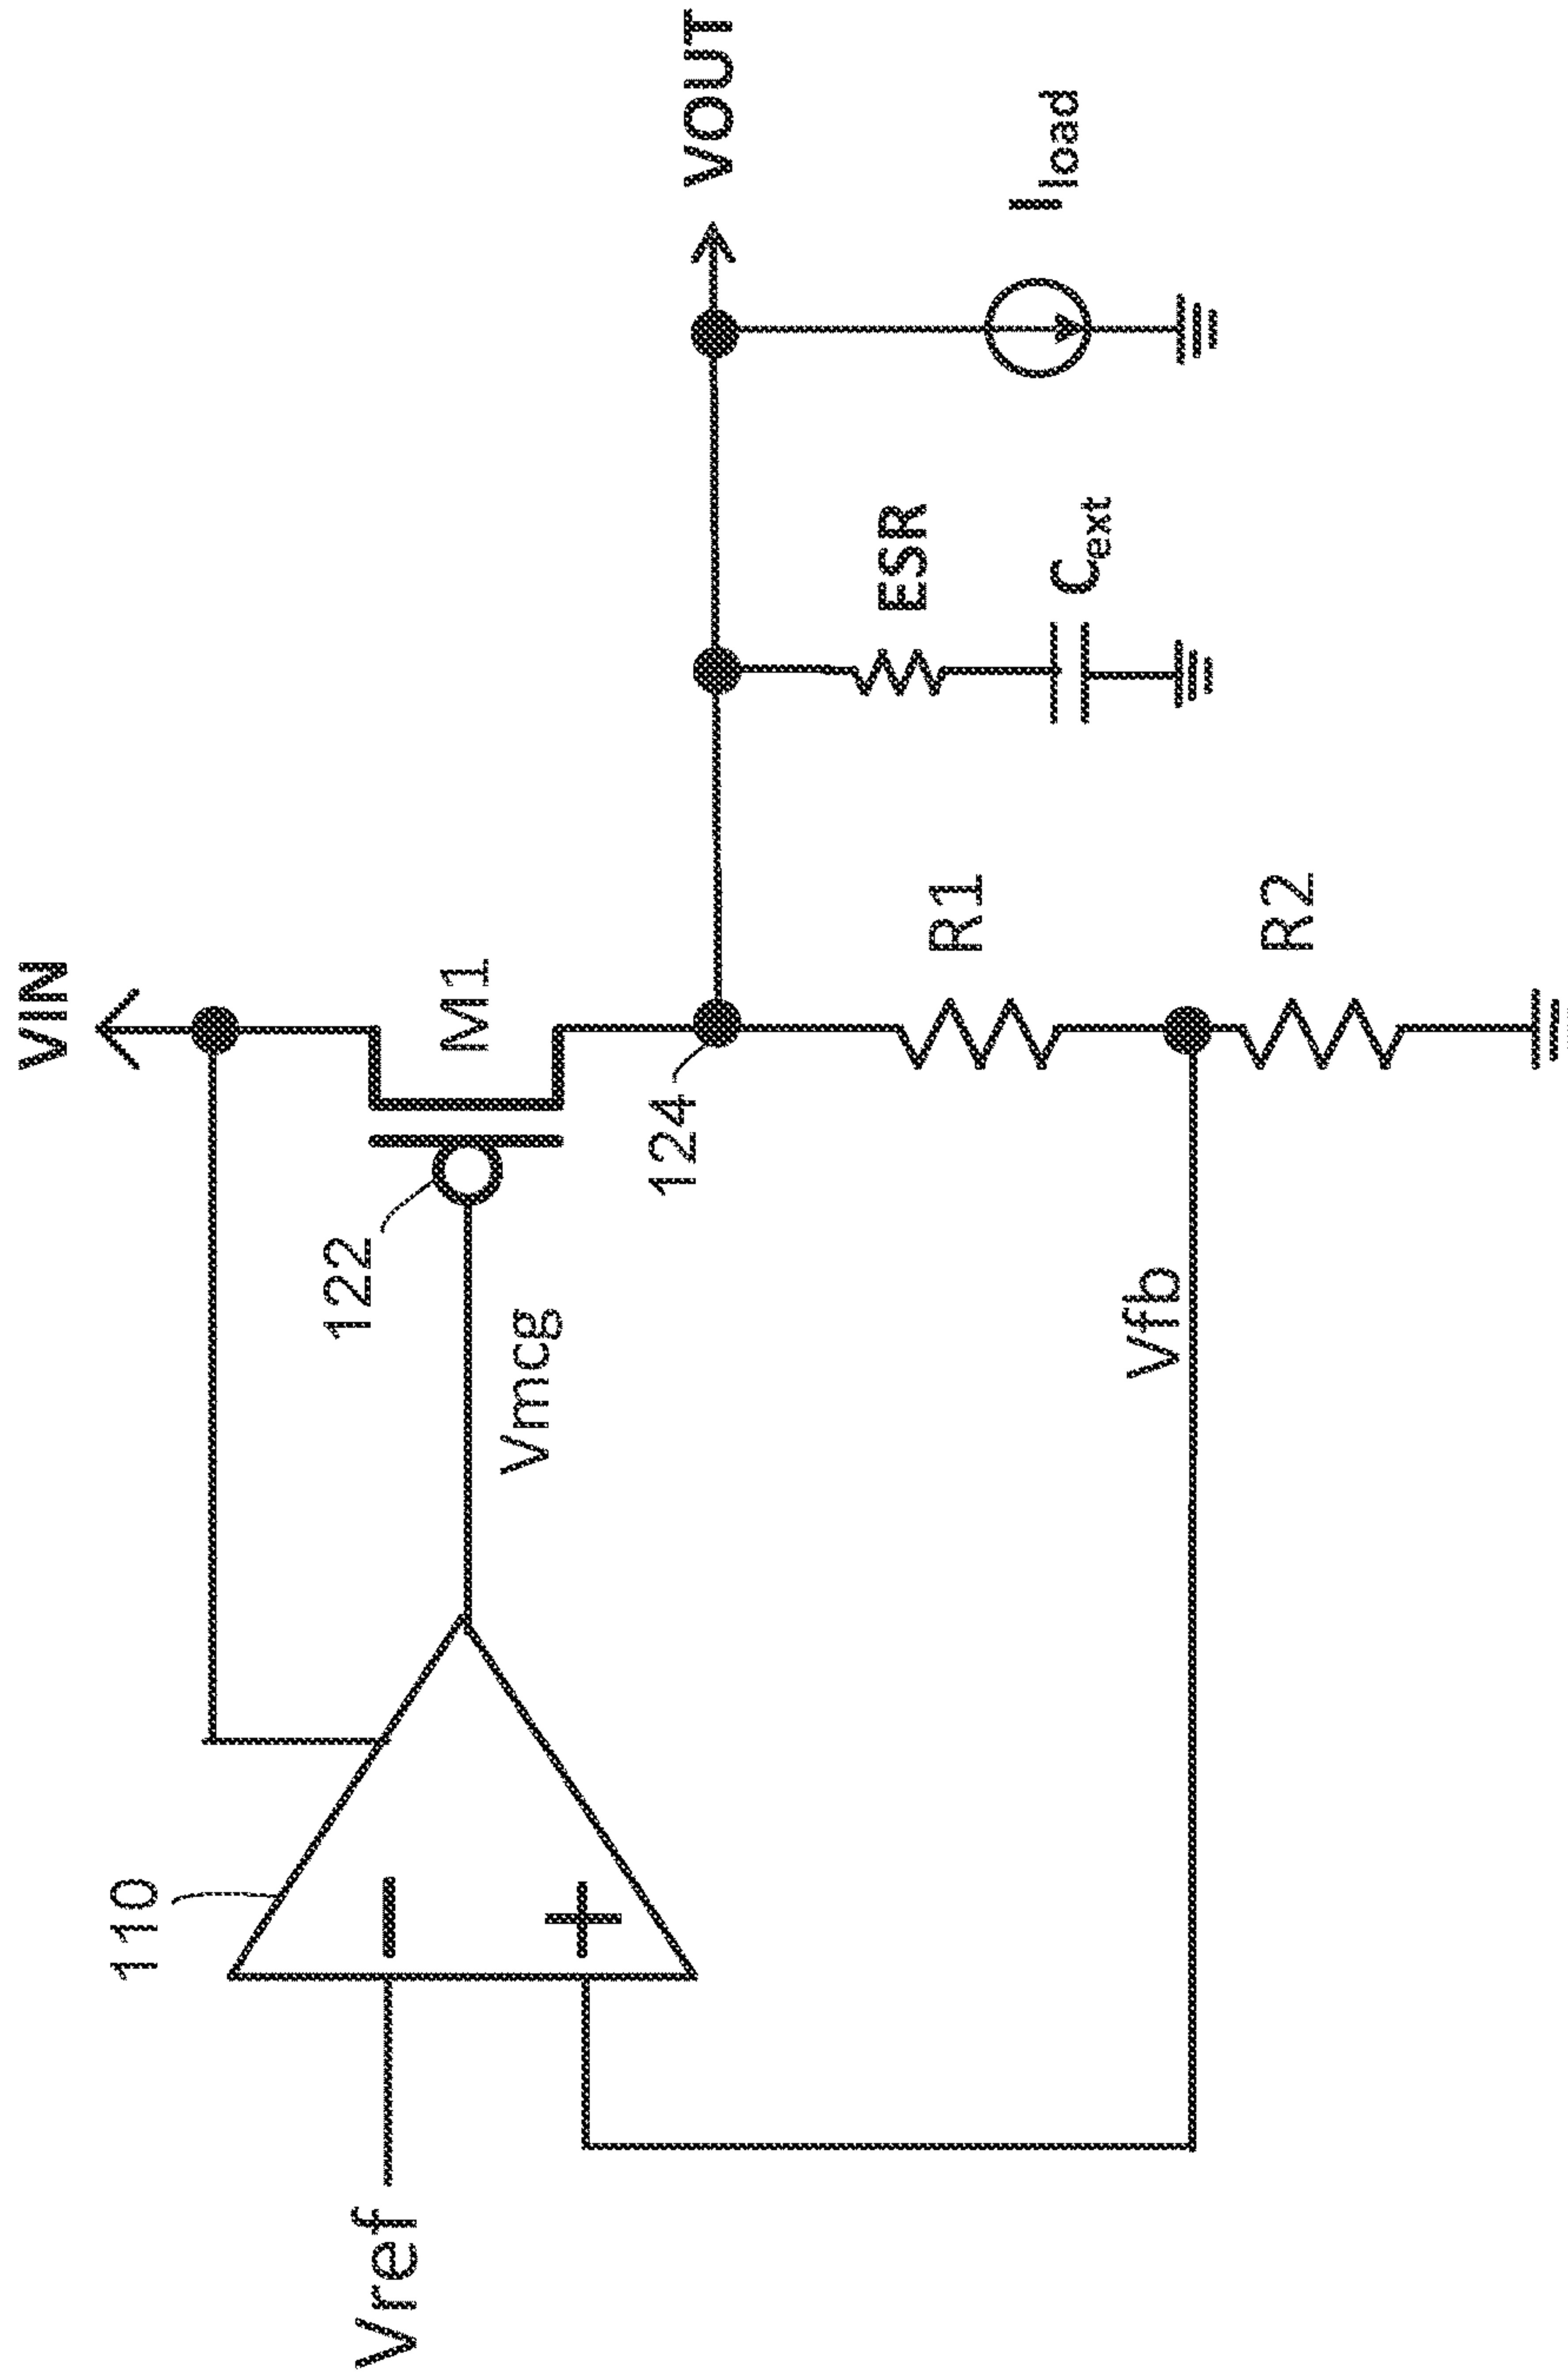 VIN
110
122
M1
Vref
Vmcg
124
VOUT
R1
ESR
Iload
Cext
Vfb
R2